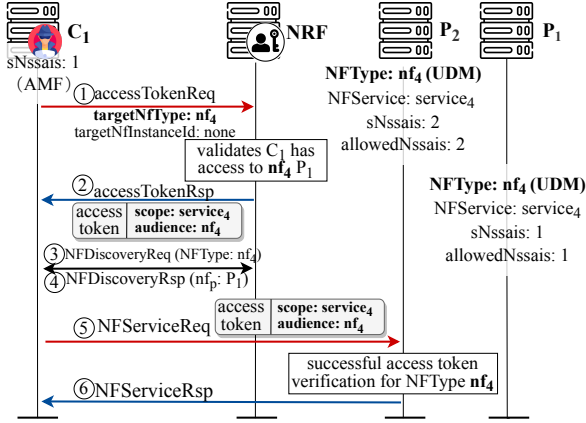 C1
NRF
P2
P1
sNssais: 1
(AMF)
NFType: nf4 (UDM)
NFService: service4
sNssais: 2
allowedNssais: 2
① accessTokenReq
targetNfType: nf4
targetNfInstanceId: none
validates C1 has
access to nf4 P1
NFType: nf4 (UDM)
NFService: service4
sNssais: 1
allowedNssais: 1
② accessTokenRsp
access
token
scope: service4
audience: nf4
③ NFDiscoveryReq (NFType: nf4)
④ NFDiscoveryRsp (nfp: P1)
access
token
scope: service4
audience: nf4
⑤ NFServiceReq
successful access token
verification for NFType nf4
⑥ NFServiceRsp